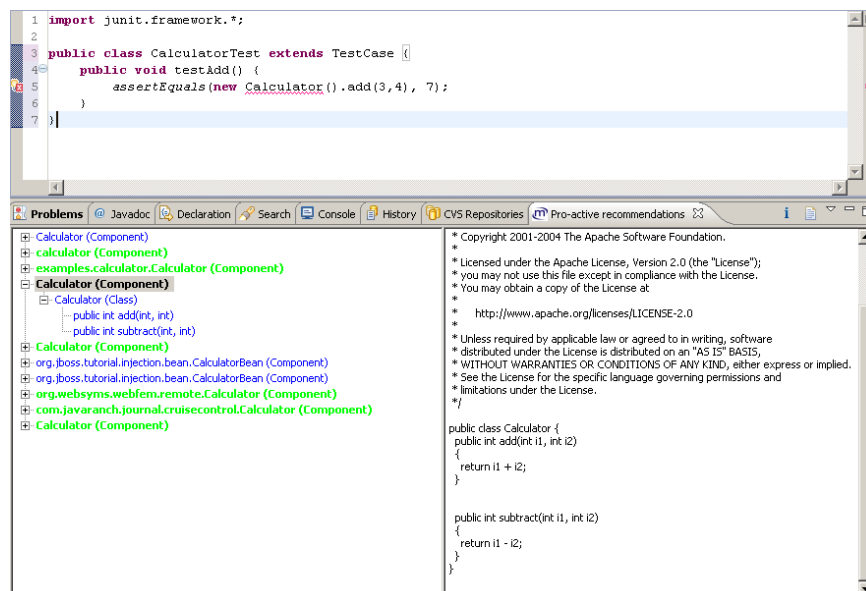 1 import junit.framework.*;
2
3 public class CalculatorTest extends TestCase {
4 public void testAdd() {
5 assertEquals(new Calculator().add(3,4), 7);
6 }
7 }
Problems @ Javadoc Declaration Search Console History CVS Repositories Pro-active recommendations
Calculator (Component)
calculator (Component)
examples.calculator.Calculator (Component)
Calculator (Component)
Calculator (Class)
public int add(int, int)
public int subtract(int, int)
Calculator (Component)
org.jboss.tutorial.injection.bean.CalculatorBean (Component)
org.jboss.tutorial.injection.bean.CalculatorBean (Component)
org.websyms.webfem.remote.Calculator (Component)
com.javaranch.journal.cruisecontrol.Calculator (Component)
Calculator (Component)
* Copyright 2001-2004 The Apache Software Foundation.
*
* Licensed under the Apache License, Version 2.0 (the "License");
* you may not use this file except in compliance with the License.
* You may obtain a copy of the License at
*
* http://www.apache.org/licenses/LICENSE-2.0
*
* Unless required by applicable law or agreed to in writing, software
* distributed under the License is distributed on an "AS IS" BASIS,
* WITHOUT WARRANTIES OR CONDITIONS OF ANY KIND, either express or implied.
* See the License for the specific language governing permissions and
* limitations under the License.
*/
public class Calculator {
public int add(int i1, int i2)
{
return i1 + i2;
}
public int subtract(int i1, int i2)
{
return i1 - i2;
}
}